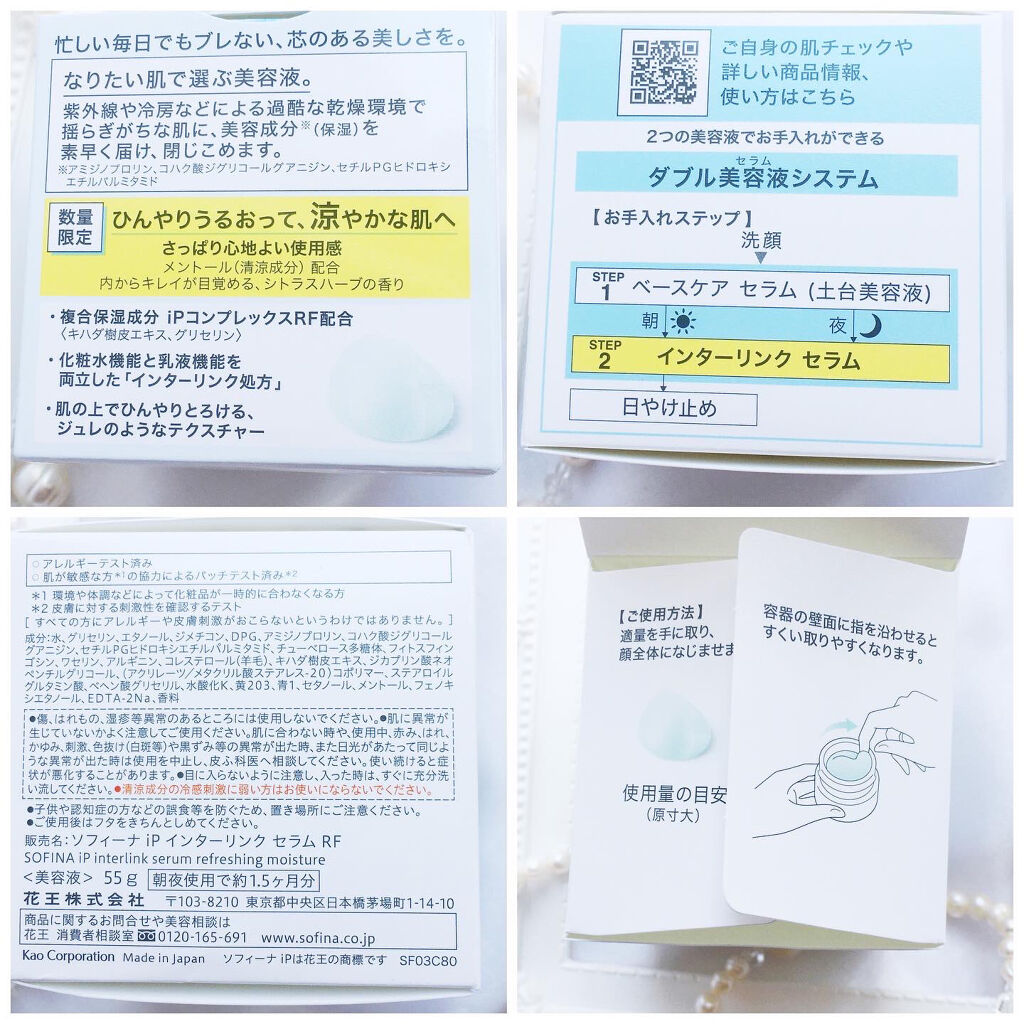 忙しい毎日でもブレない、芯のある美しさを。
なりたい肌で選ぶ美容液。
紫外線や冷房などによる過酷な乾燥環境で
揺らぎがちな肌に、美容成分※(保湿)を
素早く届け、閉じこめます。
※アミジノプロリン、コハク酸ジグリコールグアニジン、セチルPGヒドロキシ
エチルパルミタミド
数量
限定
ひんやりうるおって、涼やかな肌へ
さっぱり心地よい使用感
メントール(清涼成分) 配合
内からキレイが目覚める、シトラスハーブの香り
・複合保湿成分 iPコンプレックスRF配合
〈キハダ樹皮エキス、グリセリン〉
・化粧水機能と乳液機能を
両立した「インターリンク処方」
・肌の上でひんやりとろける、
ジュレのようなテクスチャー
ご自身の肌チェックや
詳しい商品情報、
使い方はこちら
2つの美容液でお手入れができる
セラム
ダブル美容液システム
【お手入れステップ】
洗顔
STEP
1 ベースケア セラム (土台美容液)
朝 夜
STEP
2 インターリンク セラム
日やけ止め
○アレルギーテスト済み
○肌が敏感な方*1の協力によるパッチテスト済み*2
*1 環境や体調などによって化粧品が一時的に合わなくなる方
*2 皮膚に対する刺激性を確認するテスト
[すべての方にアレルギーや皮膚刺激がおこらないというわけではありません。]
成分:水、グリセリン、エタノール、ジメチコン、DPG、アミジノプロリン、コハク酸ジグリコール
グアニジン、セチルPGヒドロキシエチルパルミタミド、チューベロース多糖体、フィトスフィン
ゴシン、ワセリン、アルギニン、コレステロール(羊毛)、キハダ樹皮エキス、ジカプリン酸ネオ
ペンチルグリコール、(アクリレーツ/メタクリル酸ステアレス-20)コポリマー、ステアロイル
グルタミン酸、ベヘン酸グリセリル、水酸化K、黄203、青1、セタノール、メントール、フェノキ
シエタノール、EDTA-2Na、香料
●傷、はれもの、湿疹等異常のあるところには使用しないでください。●肌に異常が
生じていないかよく注意してご使用ください。肌に合わない時や、使用中、赤み、はれ、
かゆみ、刺激、色抜け(白斑等)や黒ずみ等の異常が出た時、また日光があたって同じよ
うな異常が出た時は使用を中止し、皮ふ科医へ相談してください。使い続けると症
状が悪化することがあります。●目に入らないように注意し、入った時は、すぐに充分洗
い流してください。●清涼成分の冷感刺激に弱い方はお使いにならないでください。
●子供や認知症の方などの誤食等を防ぐため、置き場所にご注意ください。
●ご使用後はフタをきちんとしめてください。
販売名:ソフィーナ iP インターリンク セラム RF
SOFINA iP interlink serum refreshing moisture
<美容液> 55g 朝夜使用で約1.5ヶ月分
花王株式会社 〒103-8210 東京都中央区日本橋茅場町1-14-10
商品に関するお問合せや美容相談は
花王 消費者相談室 0120-165-691 www.sofina.co.jp
Kao Corporation Made in Japan ソフィーナ iPは花王の商標です SF03C80
【ご使用方法】
適量を手に取り、
顔全体になじませま
使用量の目安
(原寸大)
容器の壁面に指を沿わせると
すくい取りやすくなります。